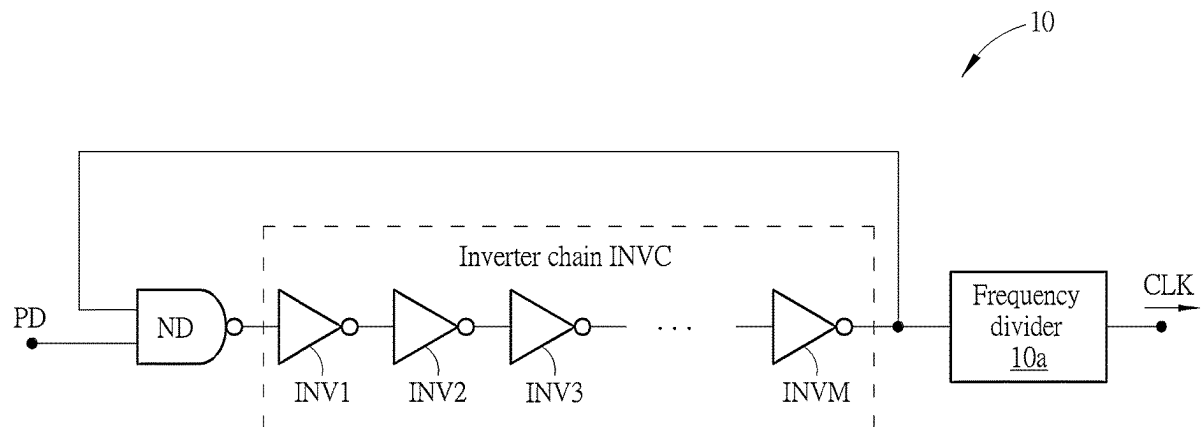 10
Inverter chain INVC
PD
ND
. . .
Frequency
divider
10a
CLK
INV1
INV2
INV3
INVM